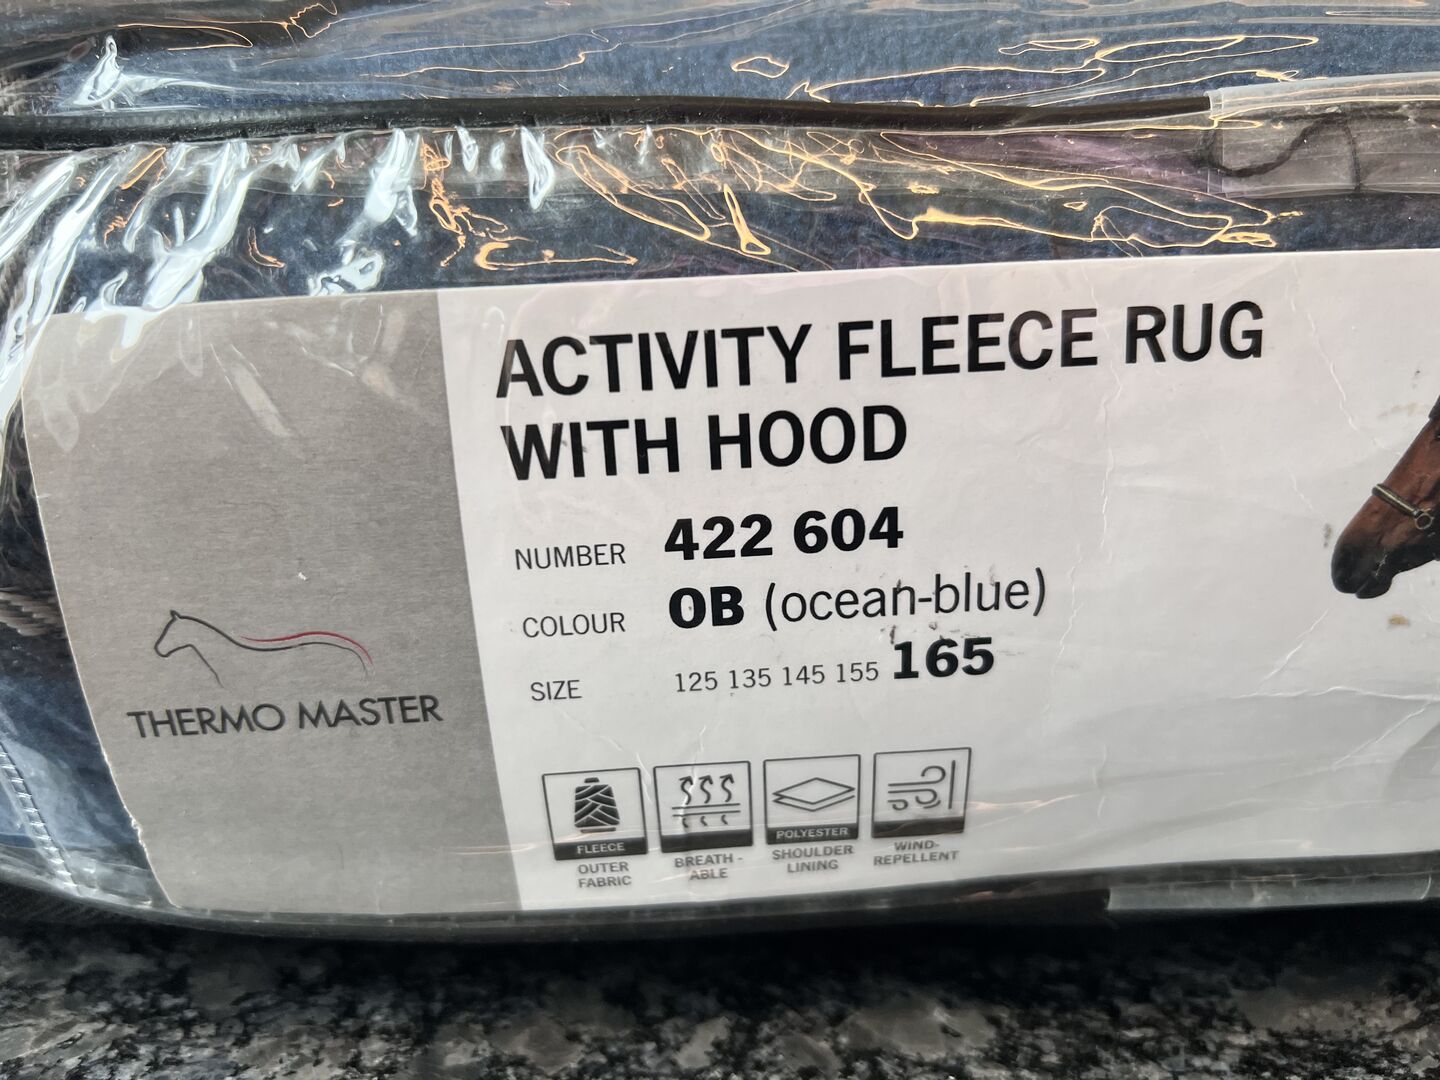 ACTIVITY FLEECE RUG
WITH HOOD
NUMBER 422 604
COLOUR OB (ocean-blue)
SIZE 125 135 145 155 165
THERMO MASTER
FLEECE
OUTER
FABRIC
BREATH-
ABLE
POLYESTER
SHOULDER
LINING
WIND-
REPELLENT